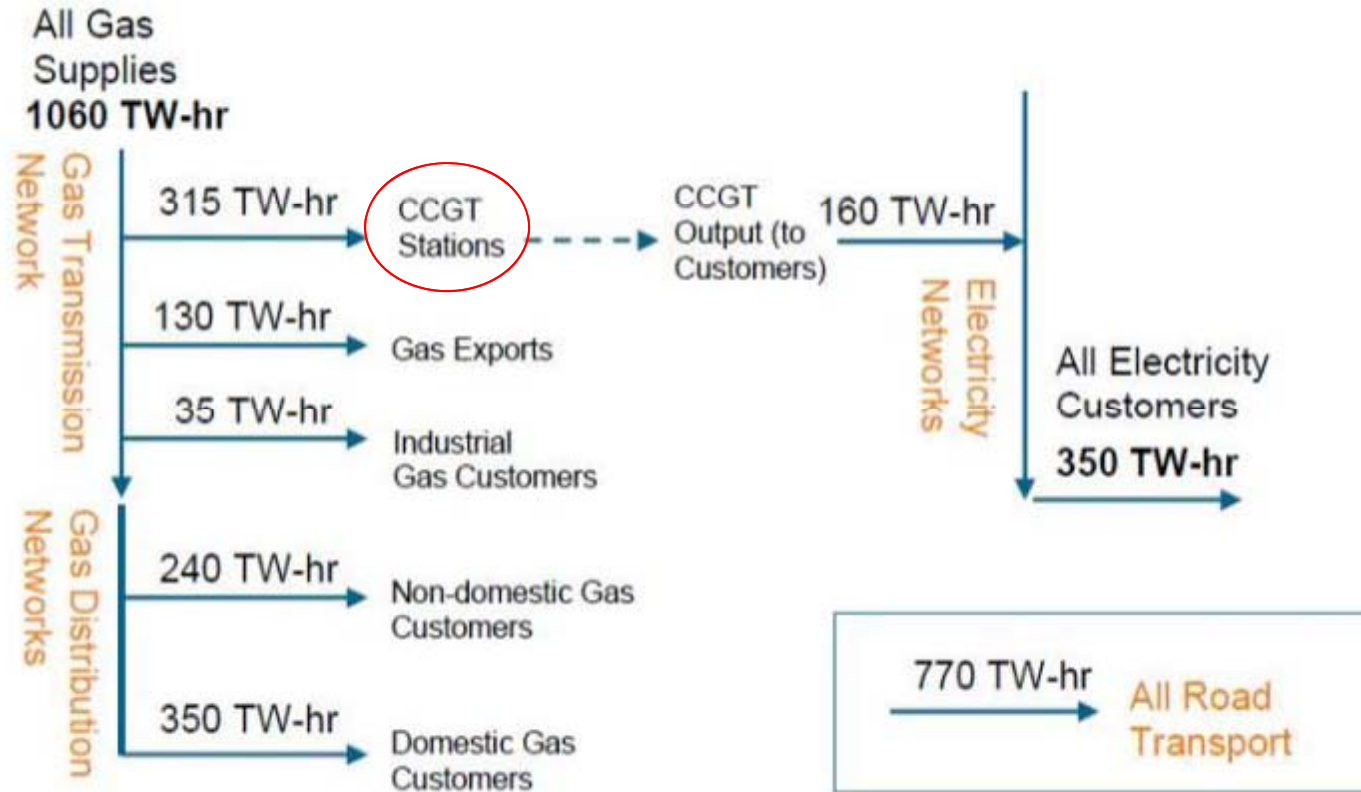 All Gas
Supplies
1060 TW-hr
Gas Transmission
Network
315 TW-hr
CCGT
Stations
CCGT
Output (to
Customers)
160 TW-hr
130 TW-hr
Gas Exports
35 TW-hr
Industrial
Gas Customers
Electricity
Networks
All Electricity
Customers
350 TW-hr
Gas Distribution
Networks
240 TW-hr
Non-domestic Gas
Customers
350 TW-hr
Domestic Gas
Customers
770 TW-hr
All Road
Transport